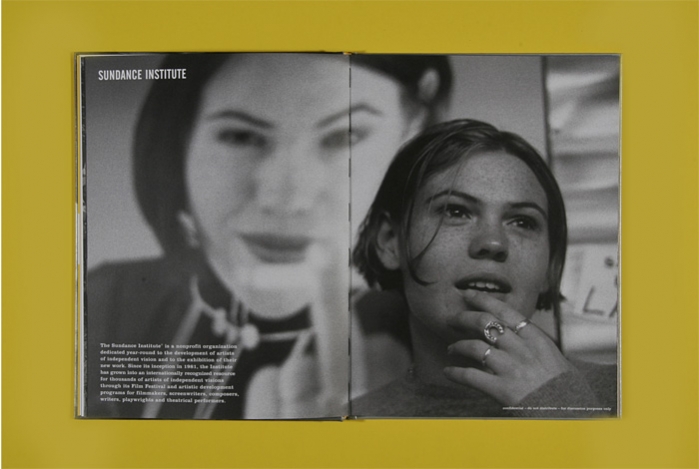 SUNDANCE INSTITUTE
The Sundance Institute® is a nonprofit organization
dedicated year-round to the development of artists
of independent vision and to the exhibition of their
new work. Since its inception in 1981, the Institute
has grown into an internationally recognized resource
for thousands of artists of independent visions
through its Film Festival and artistic development
programs for filmmakers, screenwriters, composers,
writers, playwrights and theatrical performers.
confidential - do not distribute - for discussion purposes only